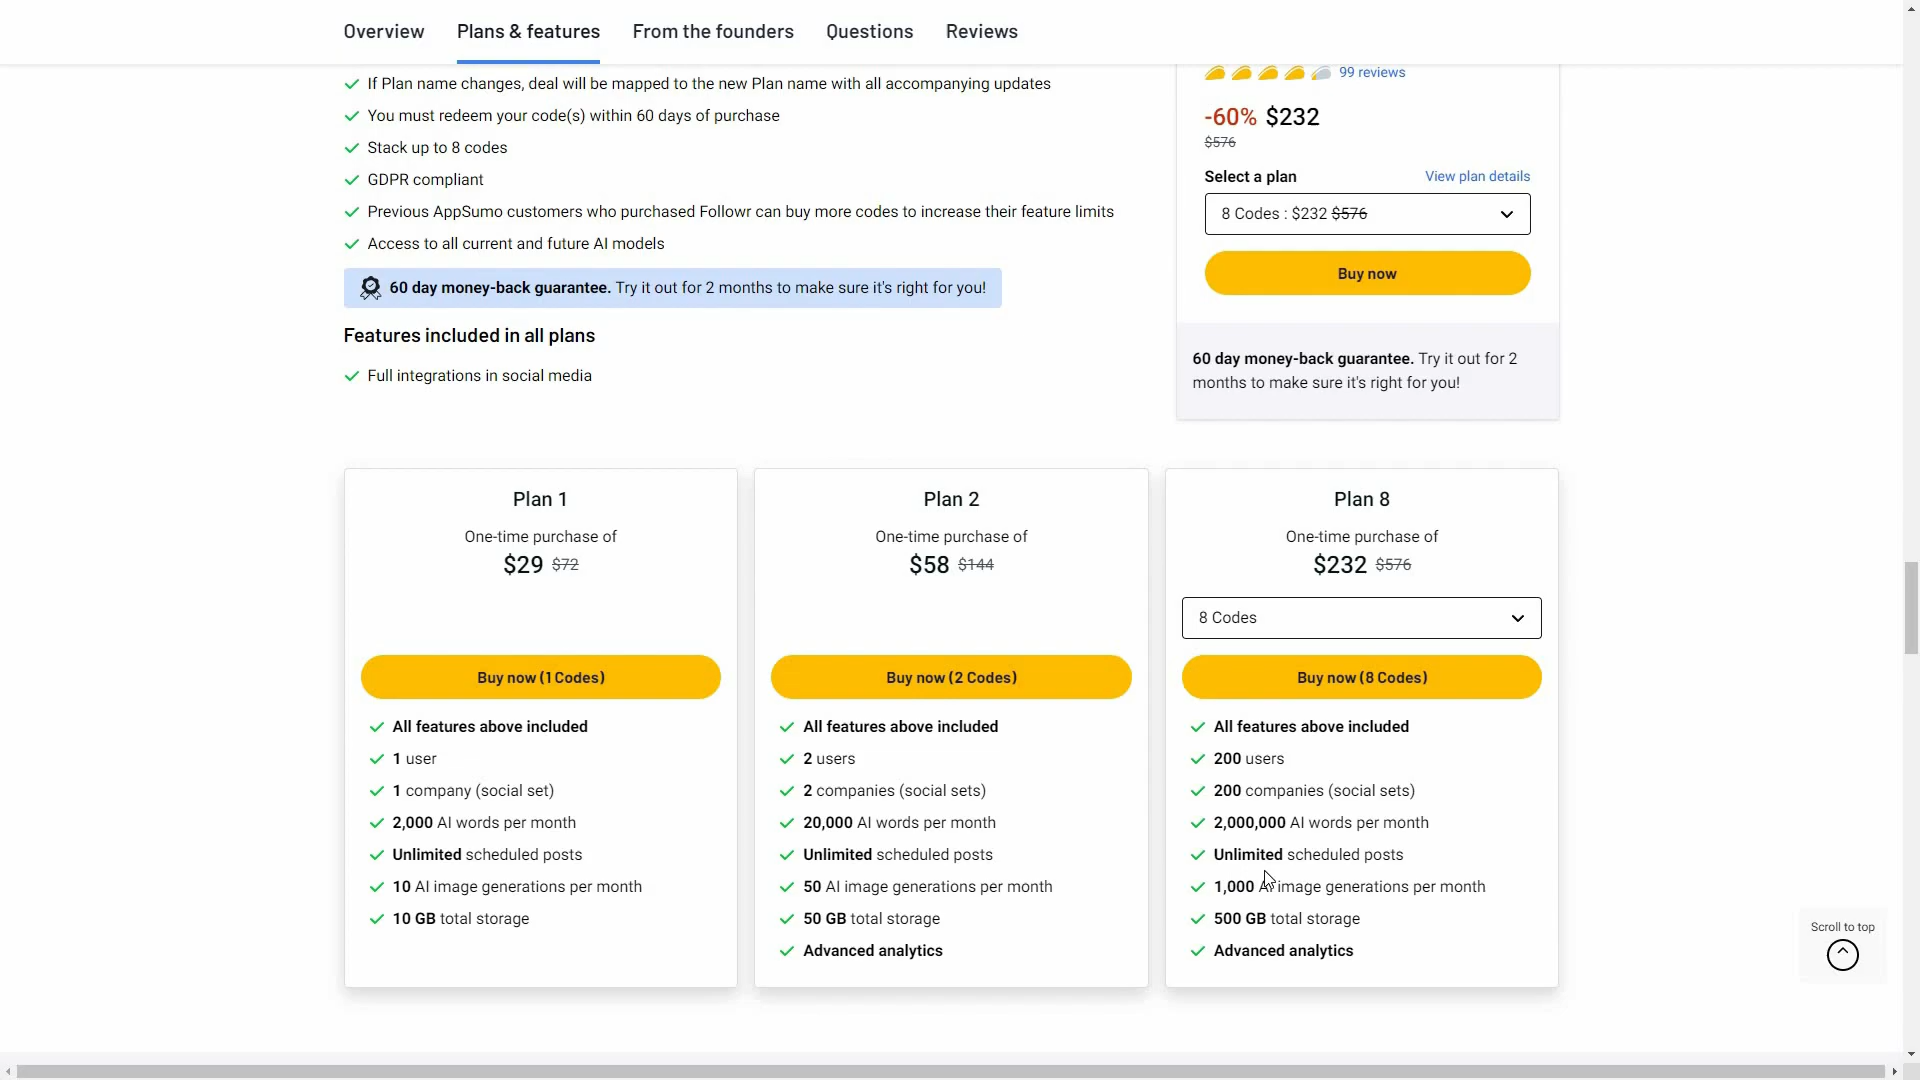 Overview Plans & features From the founders Questions Reviews
If Plan name changes, deal will be mapped to the new Plan name with all accompanying updates
You must redeem your code(s) within 60 days of purchase
Stack up to 8 codes
GDPR compliant
Previous AppSumo customers who purchased Followr can buy more codes to increase their feature limits
Access to all current and future AI models
60 day money-back guarantee. Try it out for 2 months to make sure it's right for you!
Features included in all plans
Full integrations in social media
99 reviews
-60% $232
$576
Select a plan View plan details
8 Codes : $232 $576
Buy now
60 day money-back guarantee. Try it out for 2
months to make sure it's right for you!
Plan 1
One-time purchase of
$29 $72
Buy now (1 Codes)
All features above included
1 user
1 company (social set)
2,000 AI words per month
Unlimited scheduled posts
10 AI image generations per month
10 GB total storage
Plan 2
One-time purchase of
$58 $144
Buy now (2 Codes)
All features above included
2 users
2 companies (social sets)
20,000 AI words per month
Unlimited scheduled posts
50 AI image generations per month
50 GB total storage
Advanced analytics
Plan 8
One-time purchase of
$232 $576
8 Codes
Buy now (8 Codes)
All features above included
200 users
200 companies (social sets)
2,000,000 AI words per month
Unlimited scheduled posts
1,000 AI image generations per month
500 GB total storage
Advanced analytics
Scroll to top